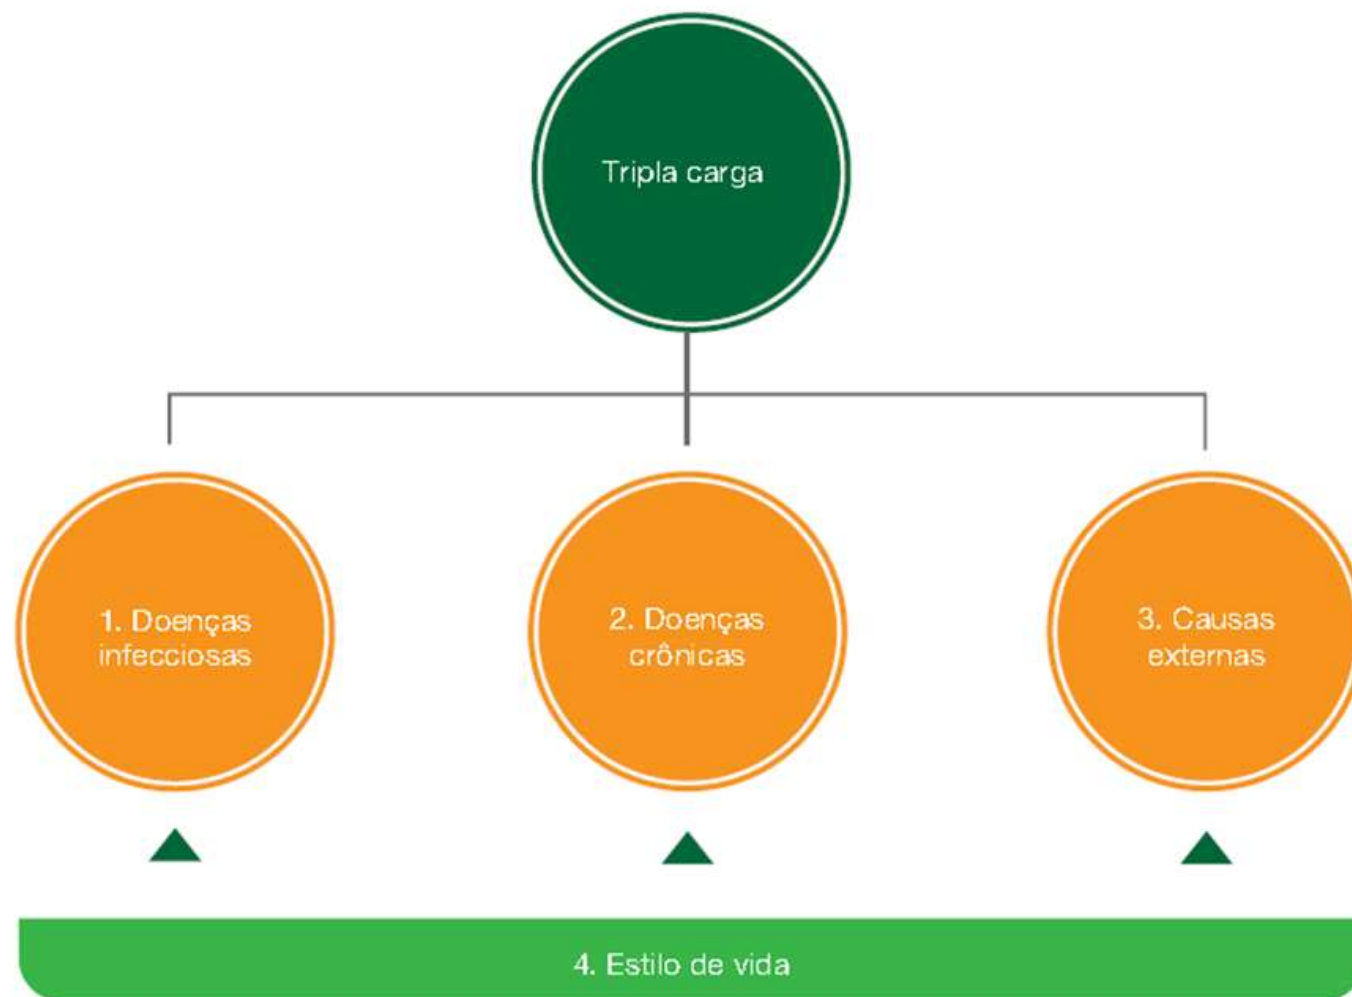 Tripla carga
1. Doenças
infecciosas
2. Doenças
crônicas
3. Causas
externas
4. Estilo de vida